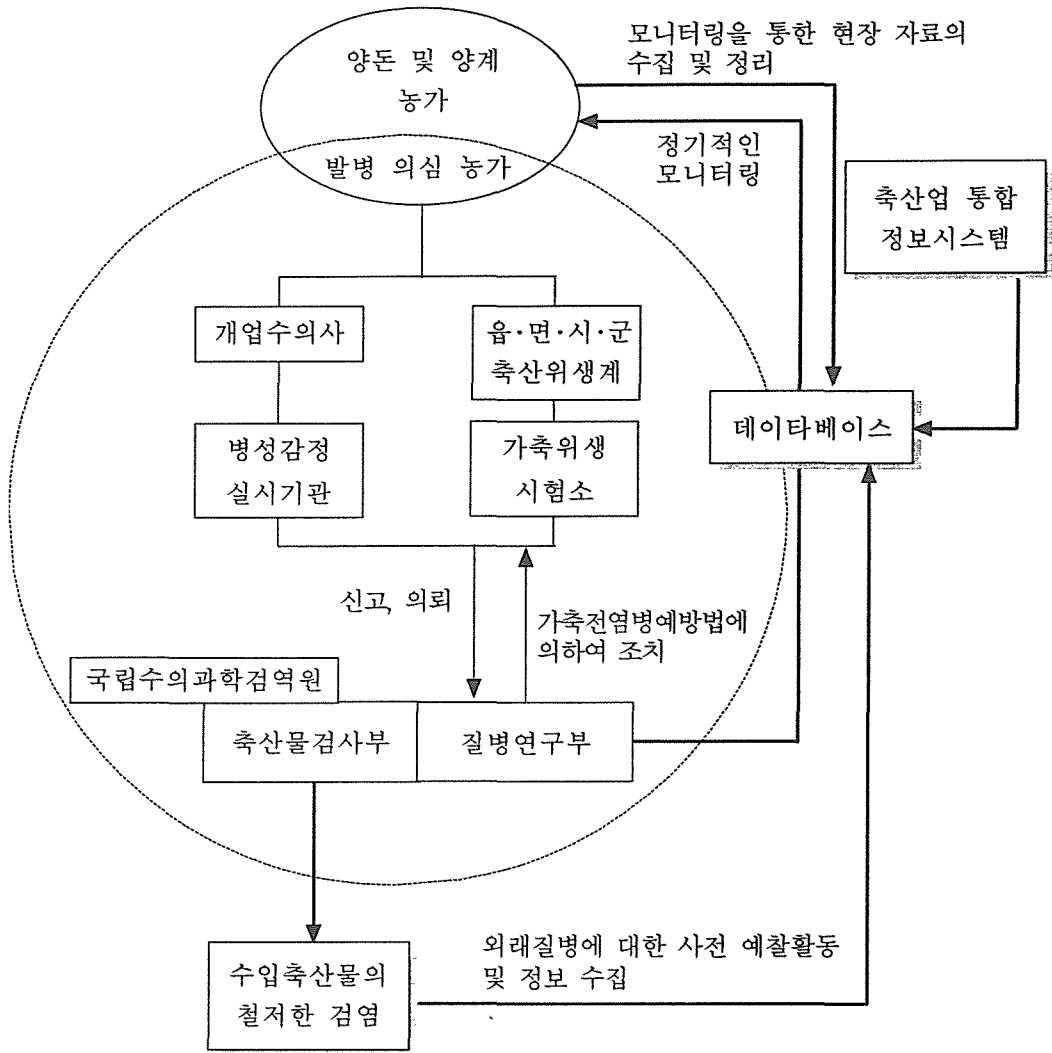 양돈 및 양계
농가
발병 의심 농가
모니터링을 통한 현장 자료의
수집 및 정리
정기적인
모니터링
축산업 통합
정보시스템
개업수의사
읍·면·시·군
축산위생계
병성감정
실시기관
가축위생
시험소
데이타베이스
신고, 의뢰
가축전염병예방법에
의하여 조치
국립수의과학검역원
축산물검사부
질병연구부
수입축산물의
철저한 검염
외래질병에 대한 사전 예찰활동
및 정보 수집